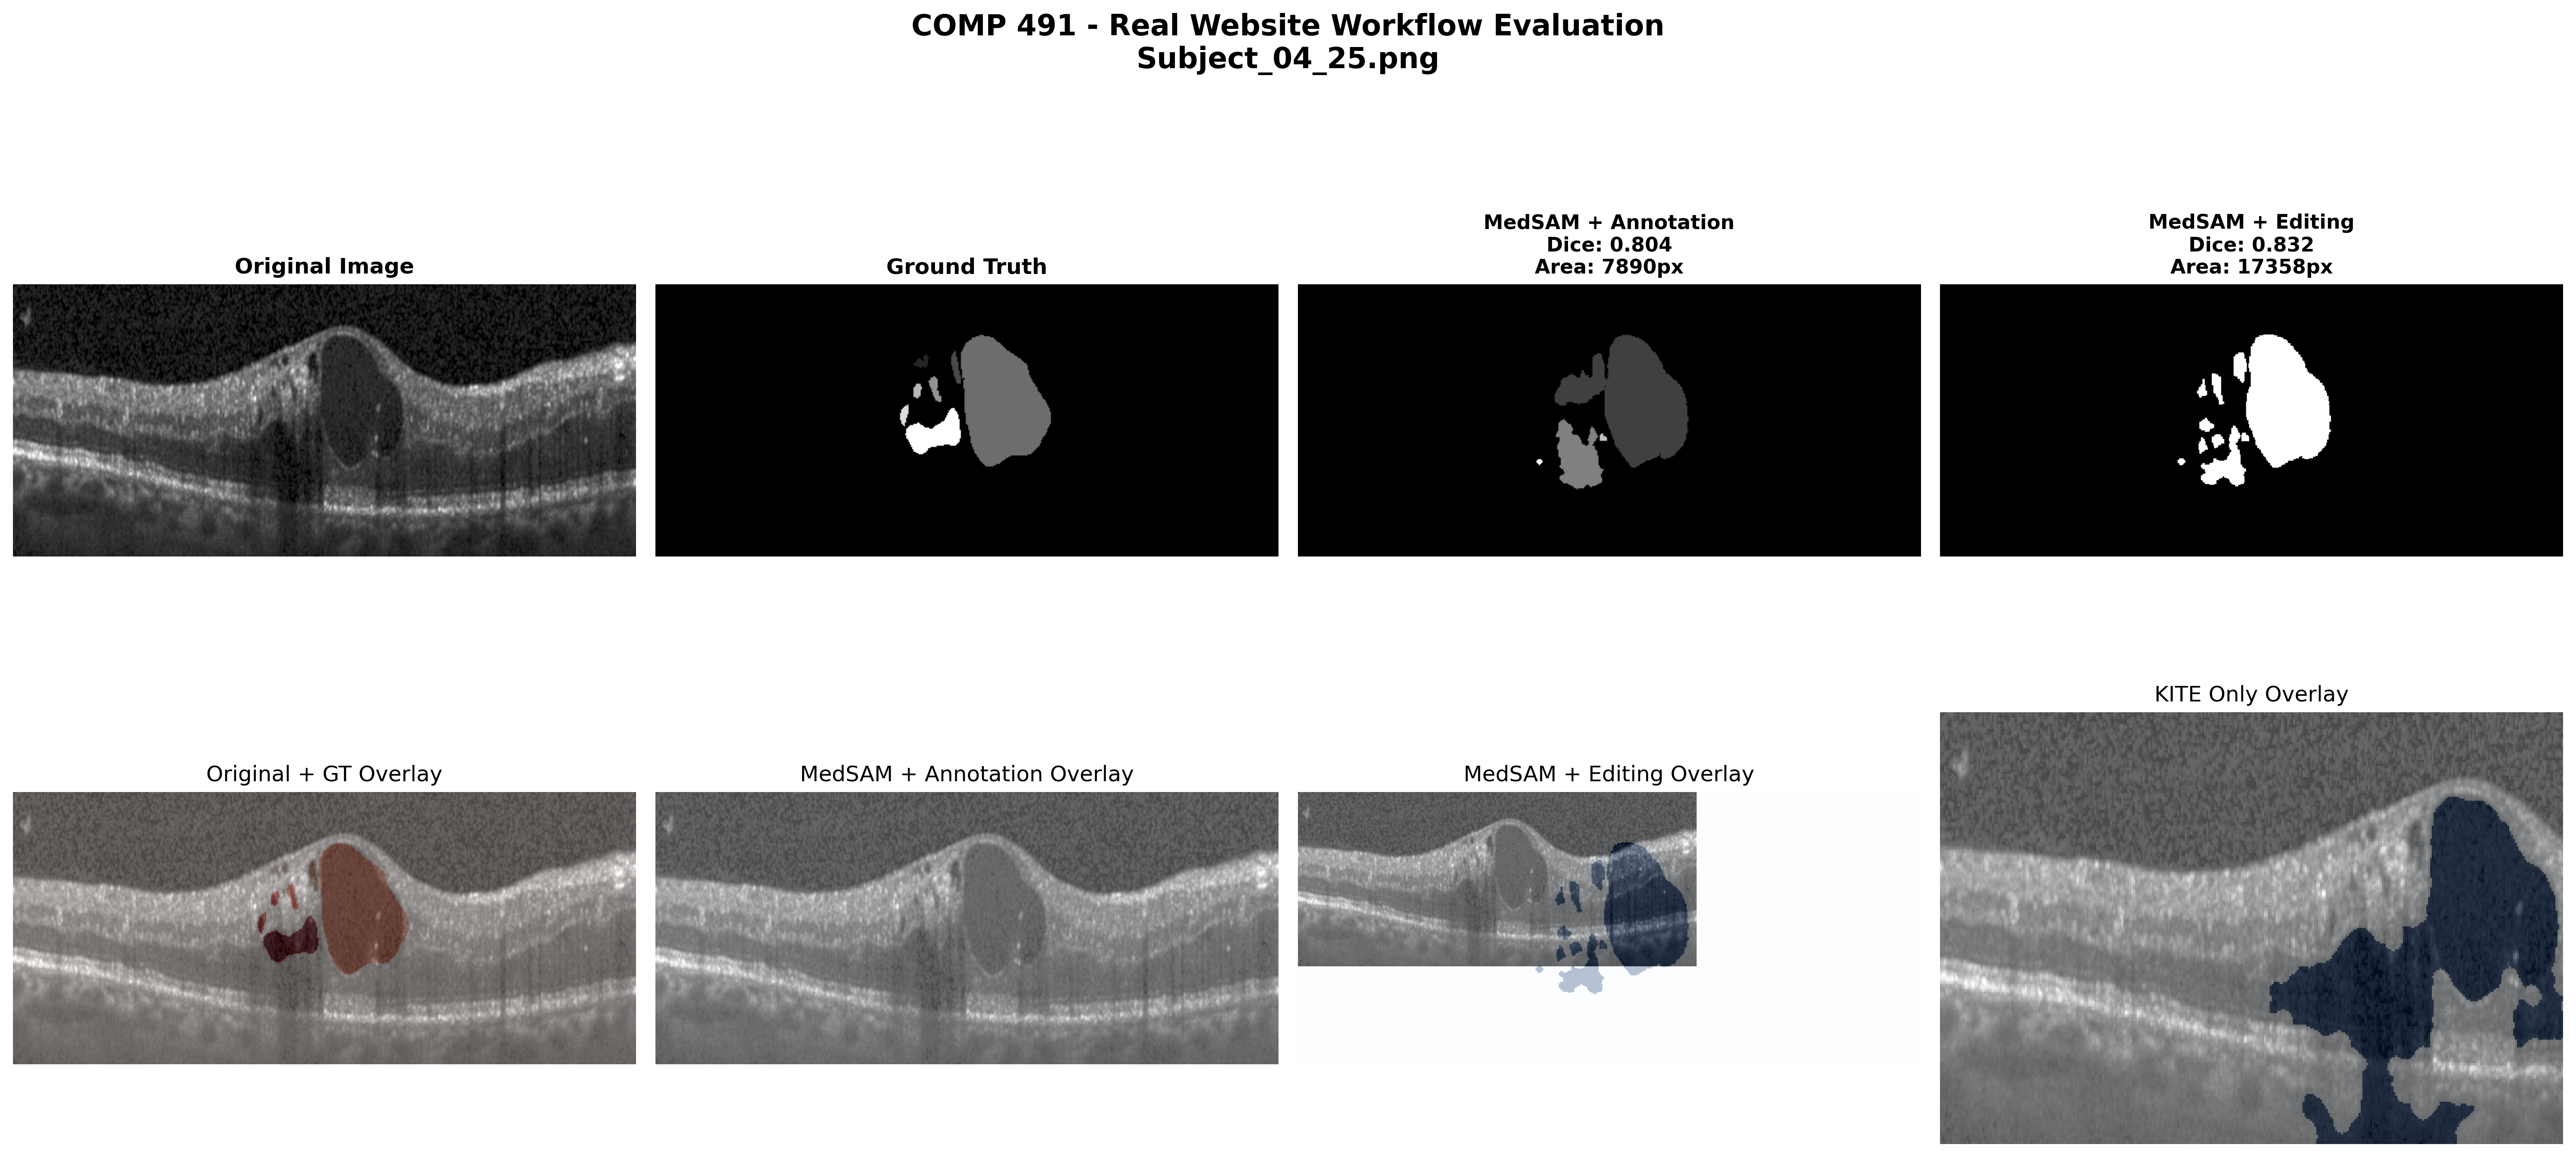 COMP 491 - Real Website Workflow Evaluation
Subject_04_25.png
Original Image
Ground Truth
MedSAM + Annotation
Dice: 0.804
Area: 7890px
MedSAM + Editing
Dice: 0.832
Area: 17358px
Original + GT Overlay
MedSAM + Annotation Overlay
MedSAM + Editing Overlay
KITE Only Overlay